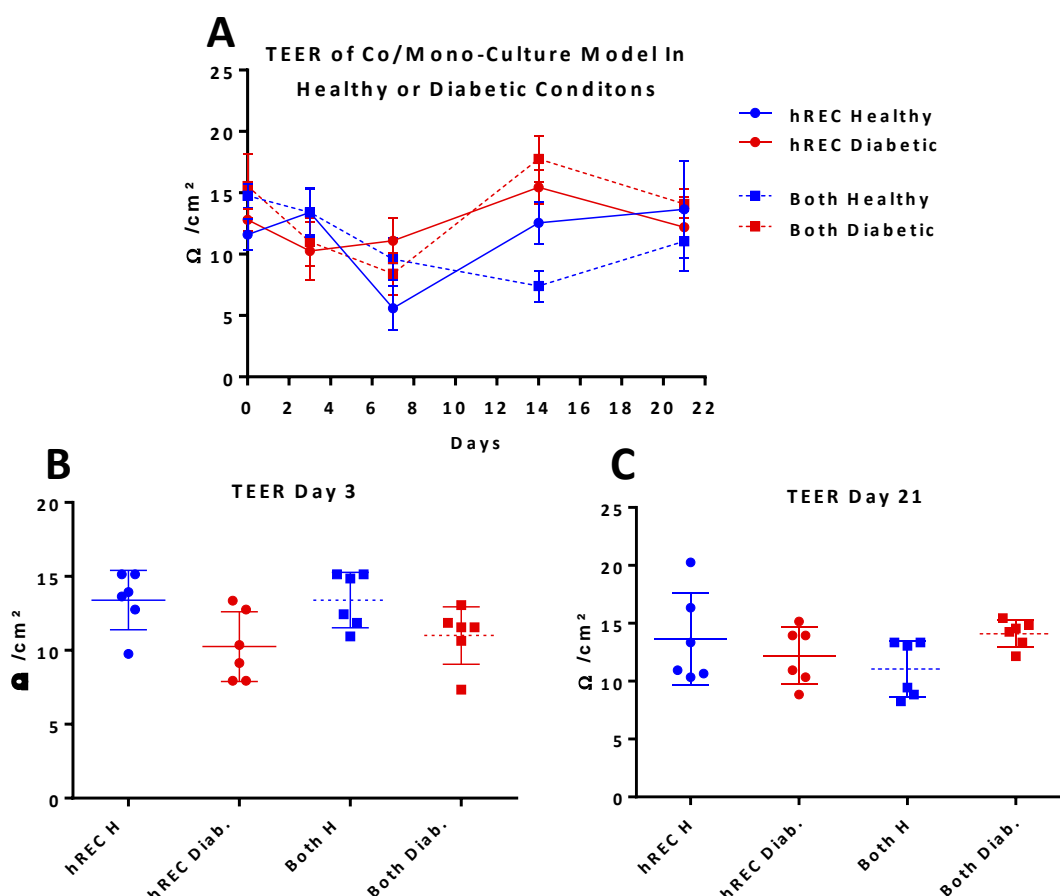 A
TEER of Co/Mono-Culture Model In
Healthy or Diabetic Conditons
25
20
15
10
5
0
Ω /cm²
0 2 4 6 8 10 12 14 16 18 20 22
Days
hREC Healthy
hREC Diabetic
Both Healthy
Both Diabetic
B
TEER Day 3
20
15
10
5
0
/cm²
hREC H
hREC Diab.
Both H
Both Diab.
C
TEER Day 21
25
20
15
10
5
0
Ω /cm²
hREC H
hREC Diab.
Both H
Both Diab.